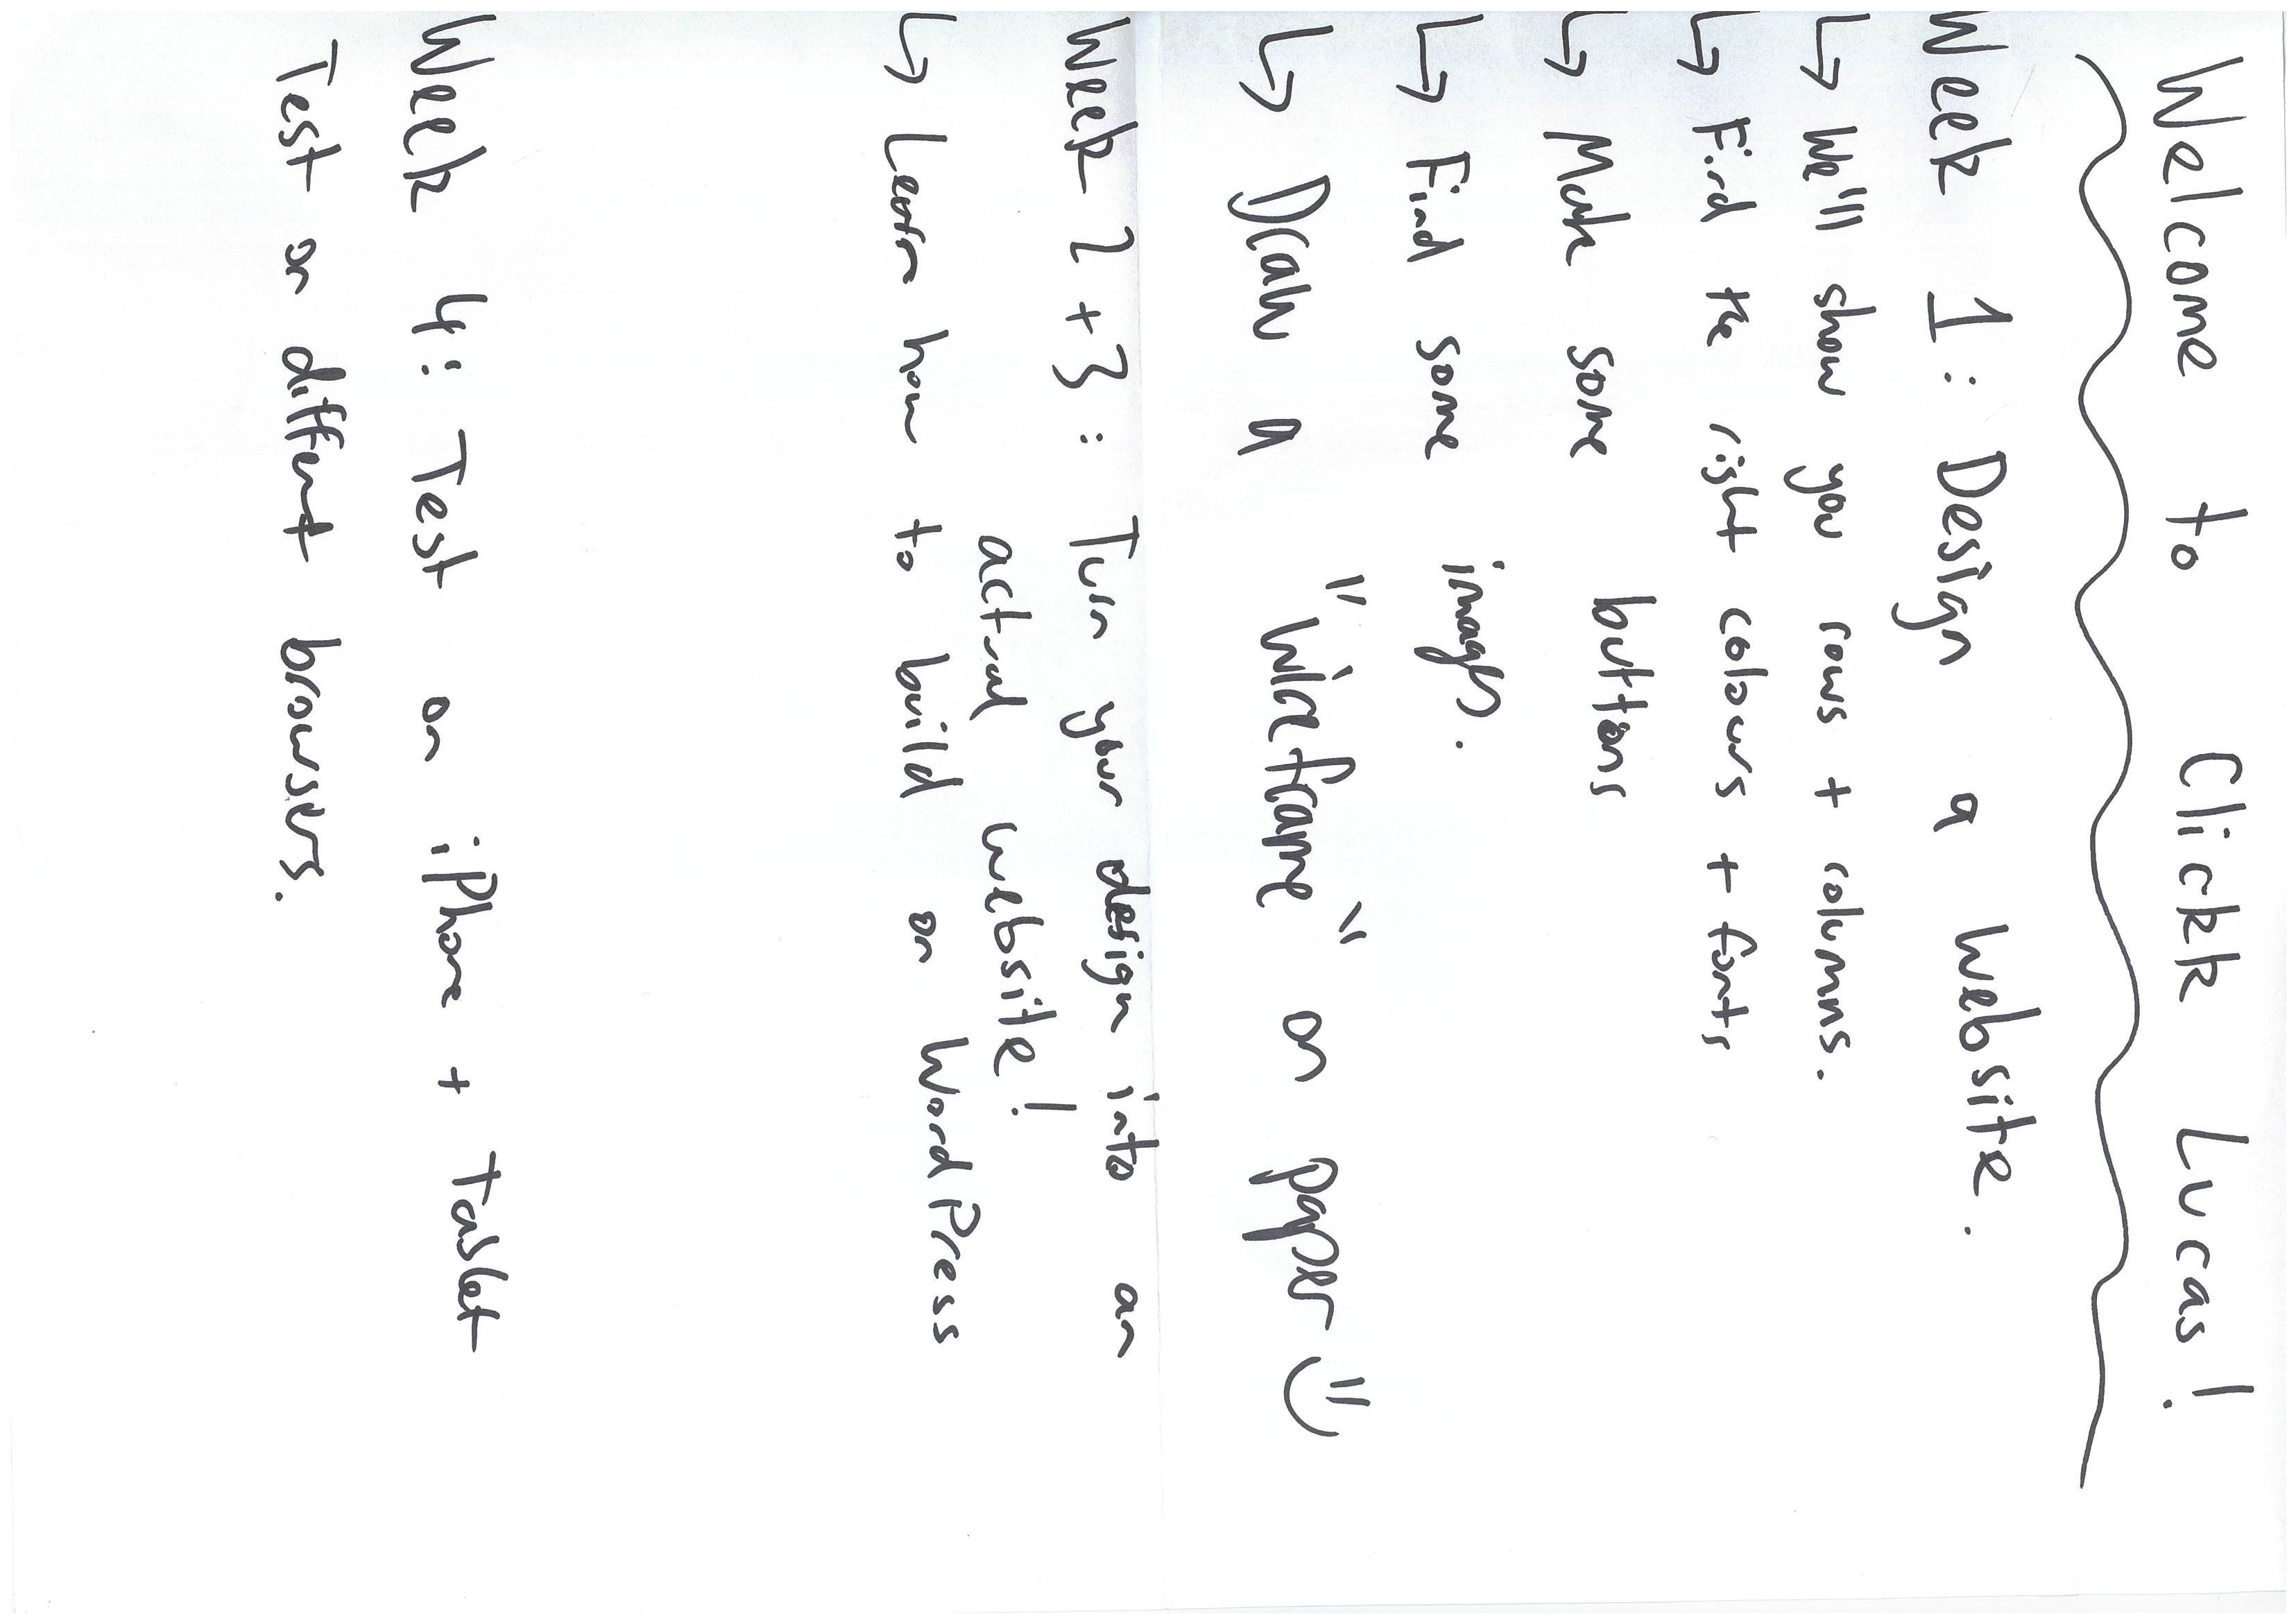 Welcome to Clickk Lucas!
Week 1: Design a website.
↳ We'll show you rows + columns.
↳ Find the right colours + fonts
↳ Make some buttons
↳ Find some images.
↳ Draw a "wireframe" on paper
Week 2 + 3: Turn your design into an
actual website!
↳ Learn how to build on WordPress
Week 4: Test on iPhone + Tablet
Test on different browsers.